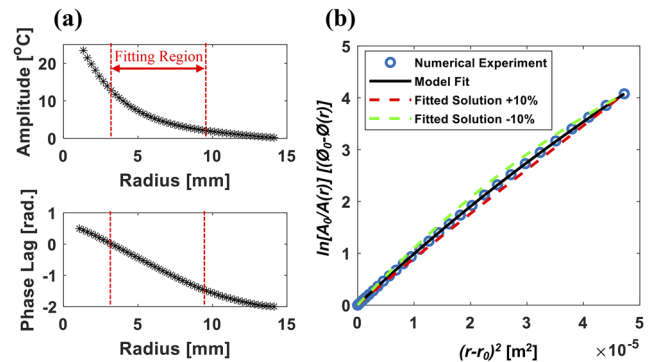 (a)
Amplitude [°C]
20
10
0
Fitting Region
0 5 10 15
Radius [mm]
Phase Lag [rad.]
1
0
-1
-2
0 5 10 15
Radius [mm]
(b)
ln[A0/A(r)] [(Ø0-Ø(r)]
5
4
3
2
1
0
Numerical Experiment
Model Fit
Fitted Solution +10%
Fitted Solution -10%
0 1 2 3 4 5
(r-r0)² [m²]
×10⁻⁵